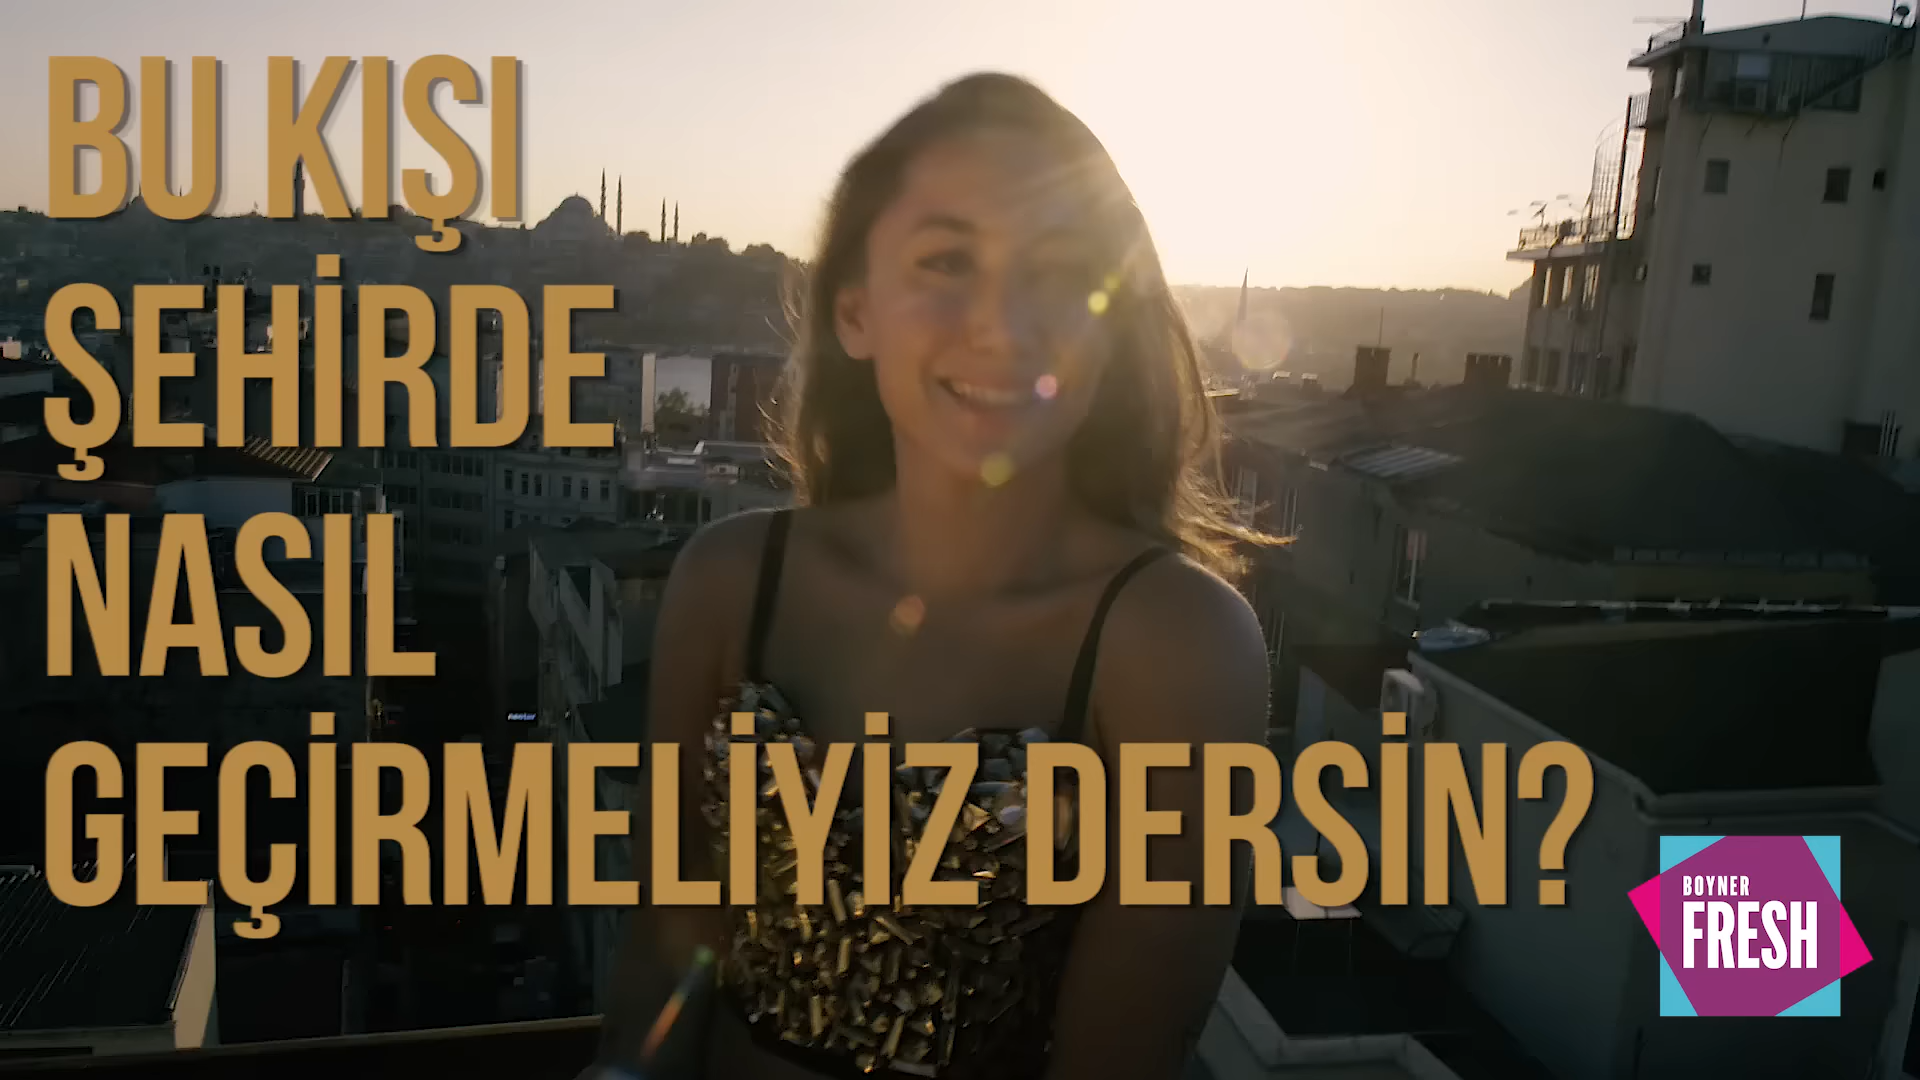 BU KIŞI
ŞEHİRDE
NASIL
GEÇİRMELİYİZ DERSİN?
BOYNER
FRESH